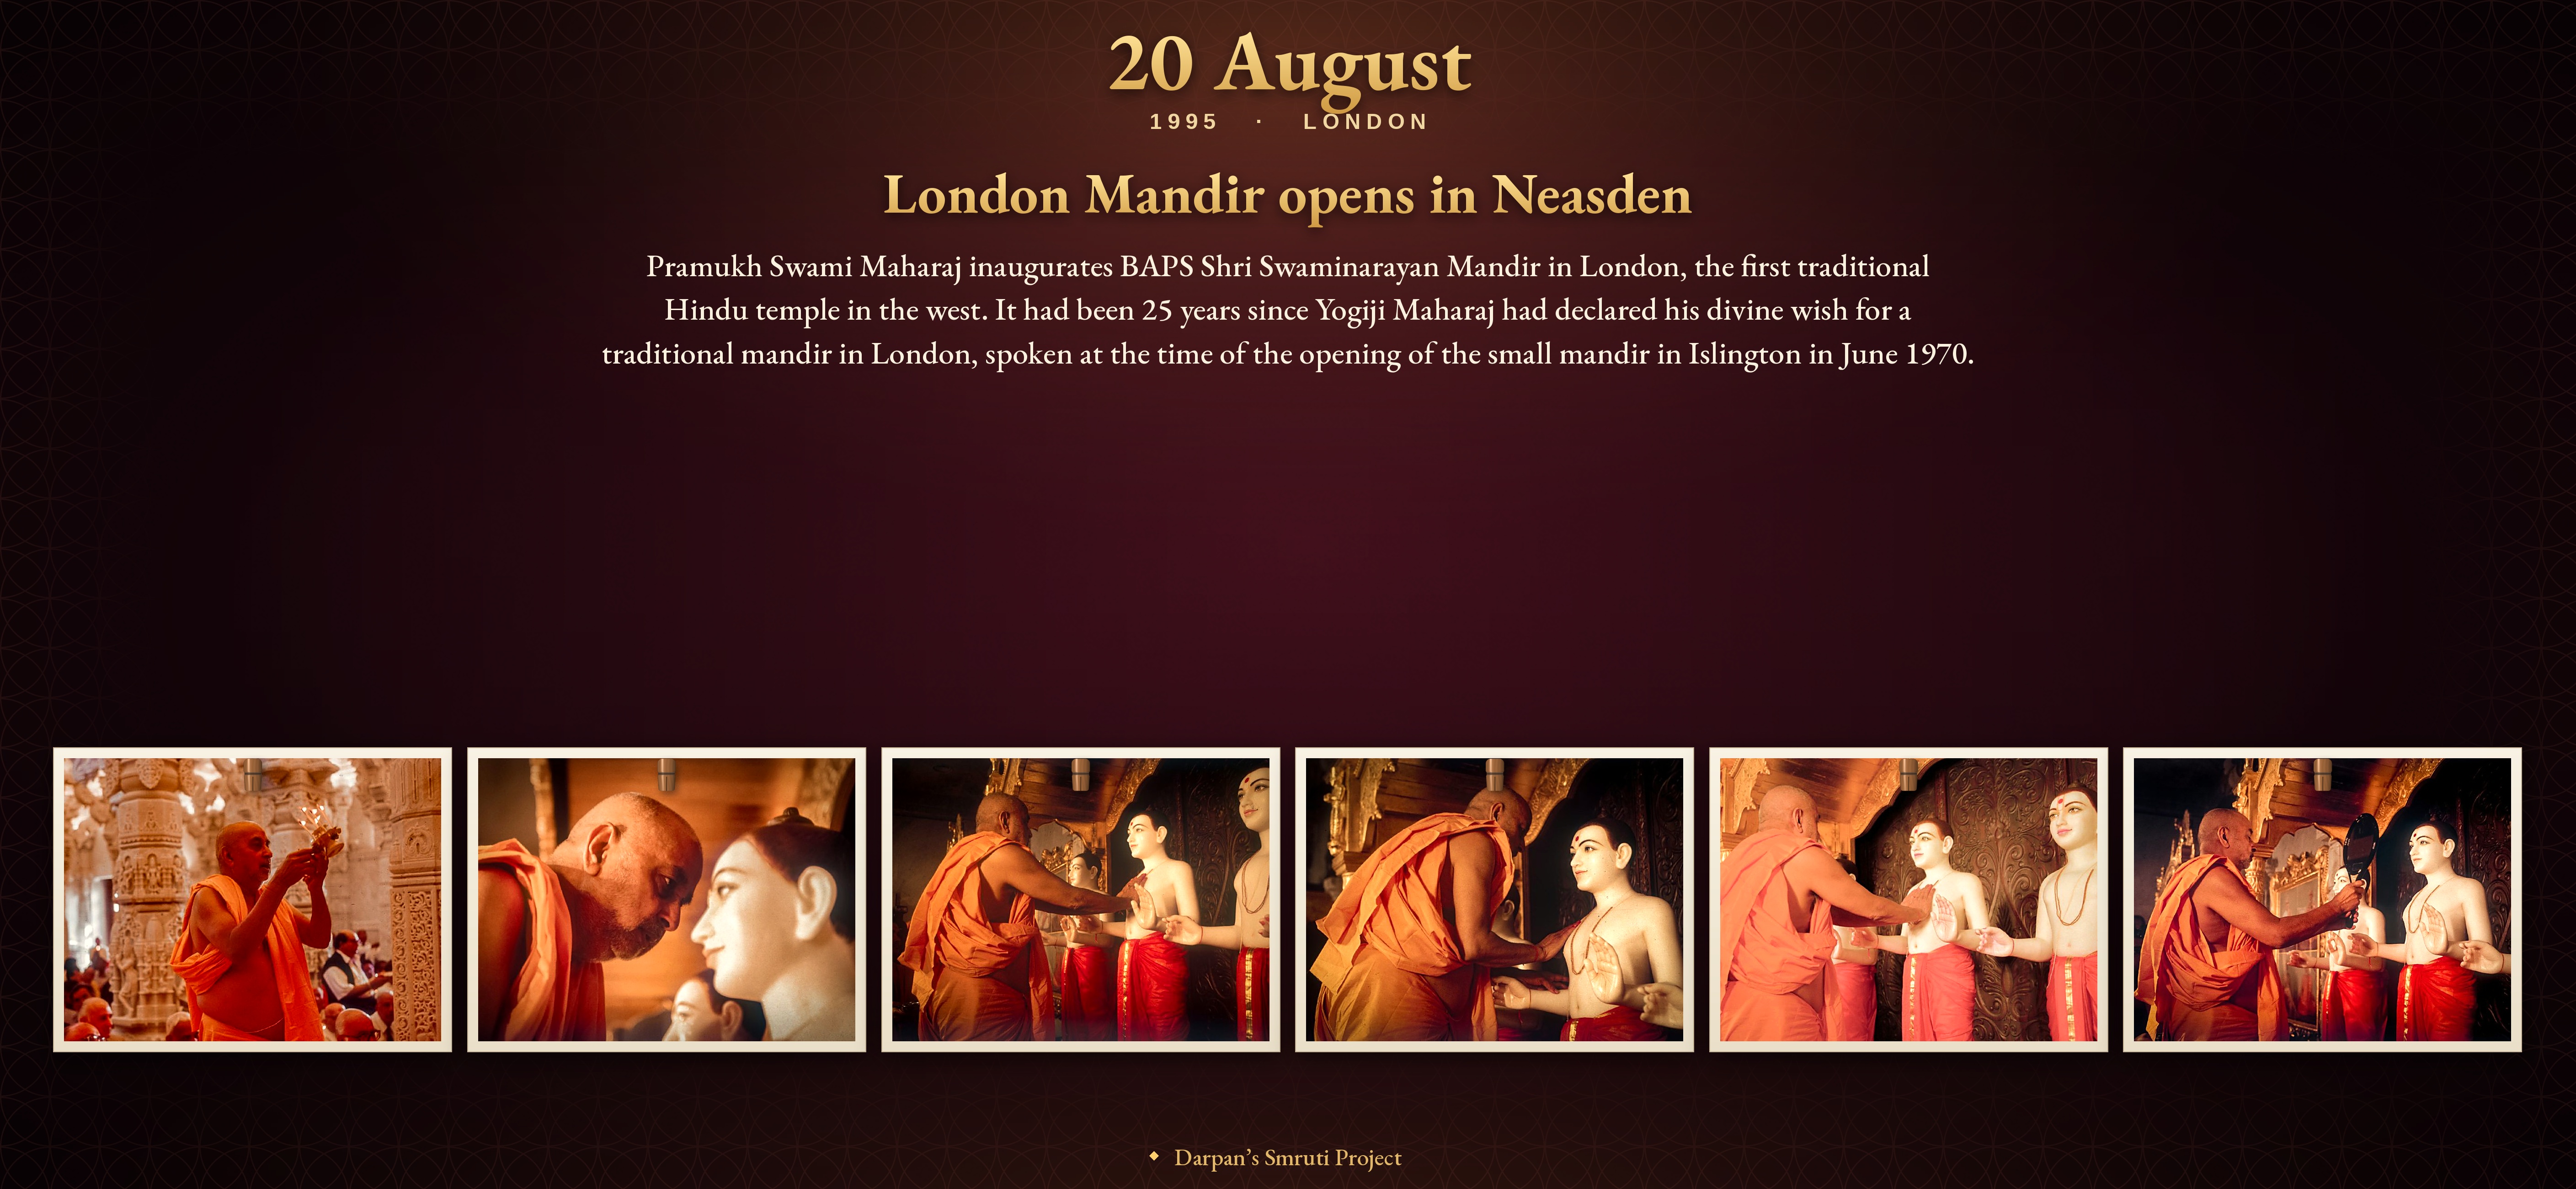 20 August
1995 · LONDON
London Mandir opens in Neasden
Pramukh Swami Maharaj inaugurates BAPS Shri Swaminarayan Mandir in London, the first traditional
Hindu temple in the west. It had been 25 years since Yogiji Maharaj had declared his divine wish for a
traditional mandir in London, spoken at the time of the opening of the small mandir in Islington in June 1970.
Darpan’s Smruti Project